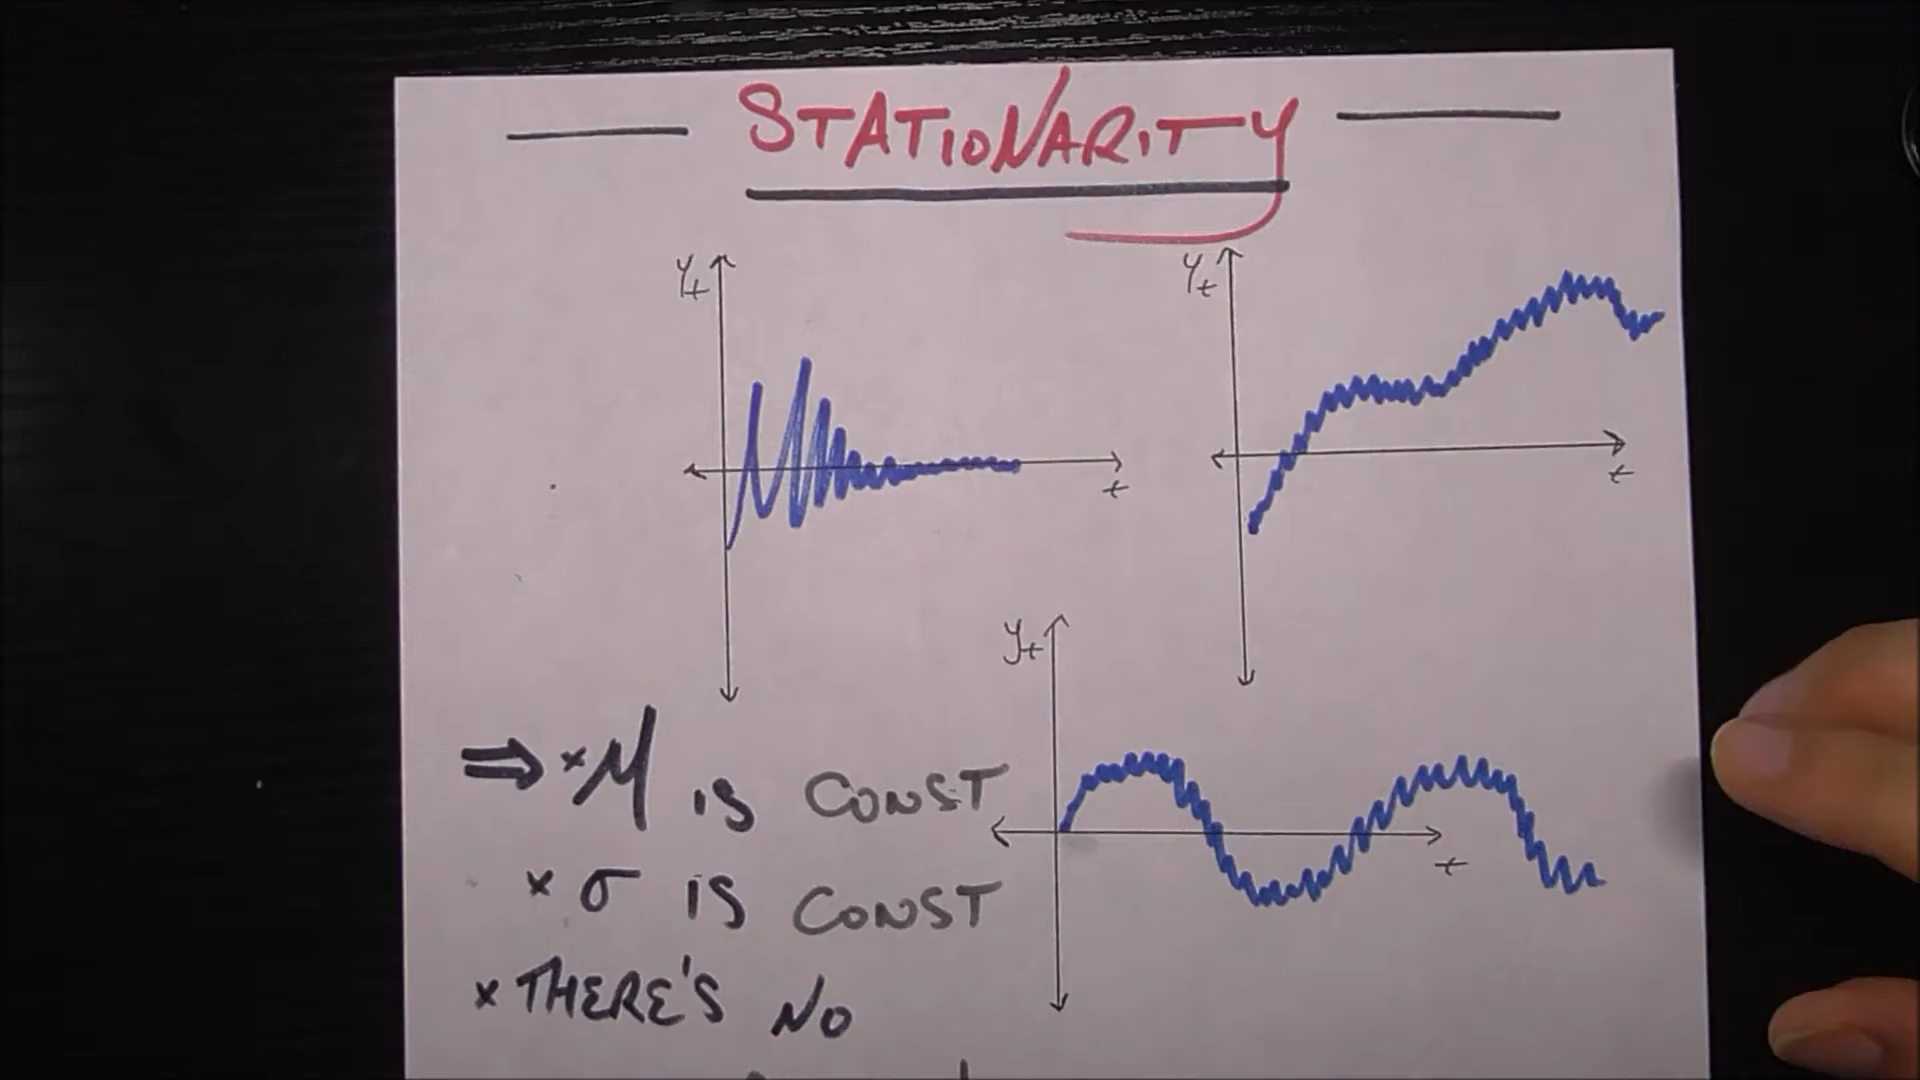 STATIONARITY
Yt
Yt
t
t
yt
t
⇒ × μ is CONST
× σ is CONST
× THERE'S NO